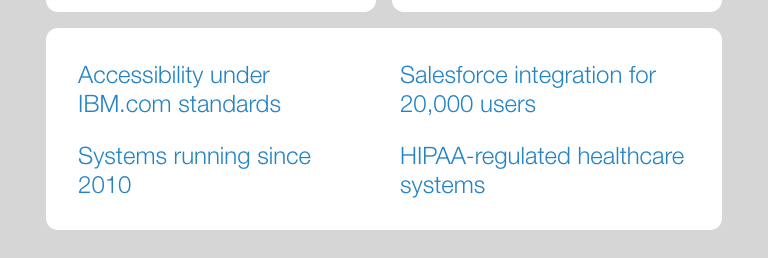 Accessibility under
IBM.com standards
Salesforce integration for
20,000 users
Systems running since
2010
HIPAA-regulated healthcare
systems